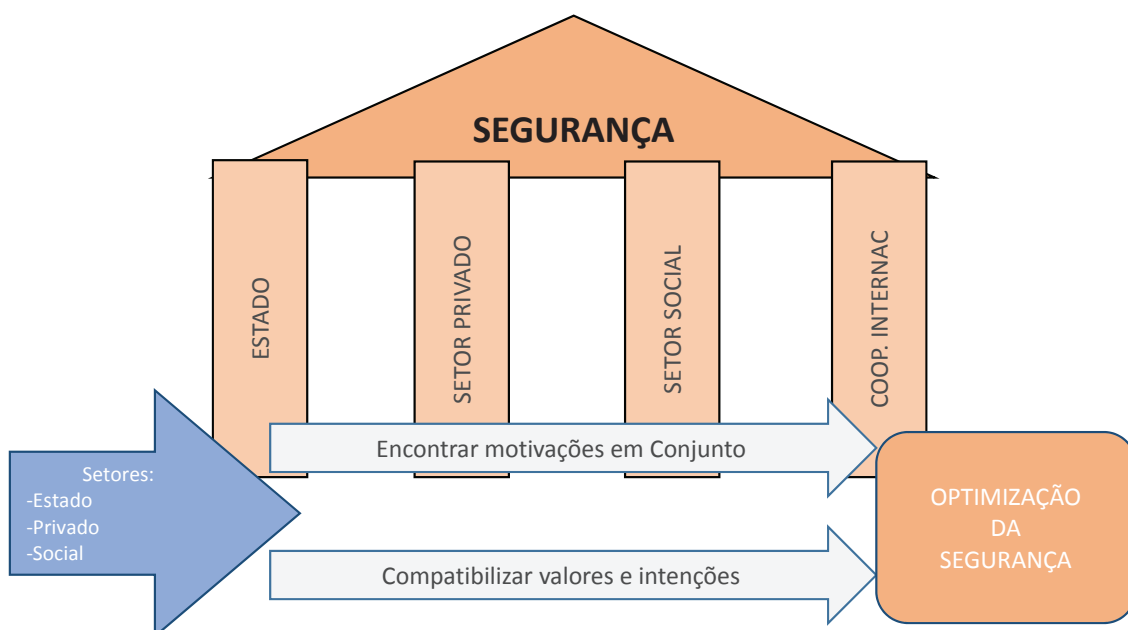 SEGURANÇA
ESTADO
SETOR PRIVADO
SETOR SOCIAL
COOP. INTERNAC
Encontrar motivações em Conjunto
Setores:
-Estado
-Privado
-Social
OPTIMIZAÇÃO
DA
SEGURANÇA
Compatibilizar valores e intenções